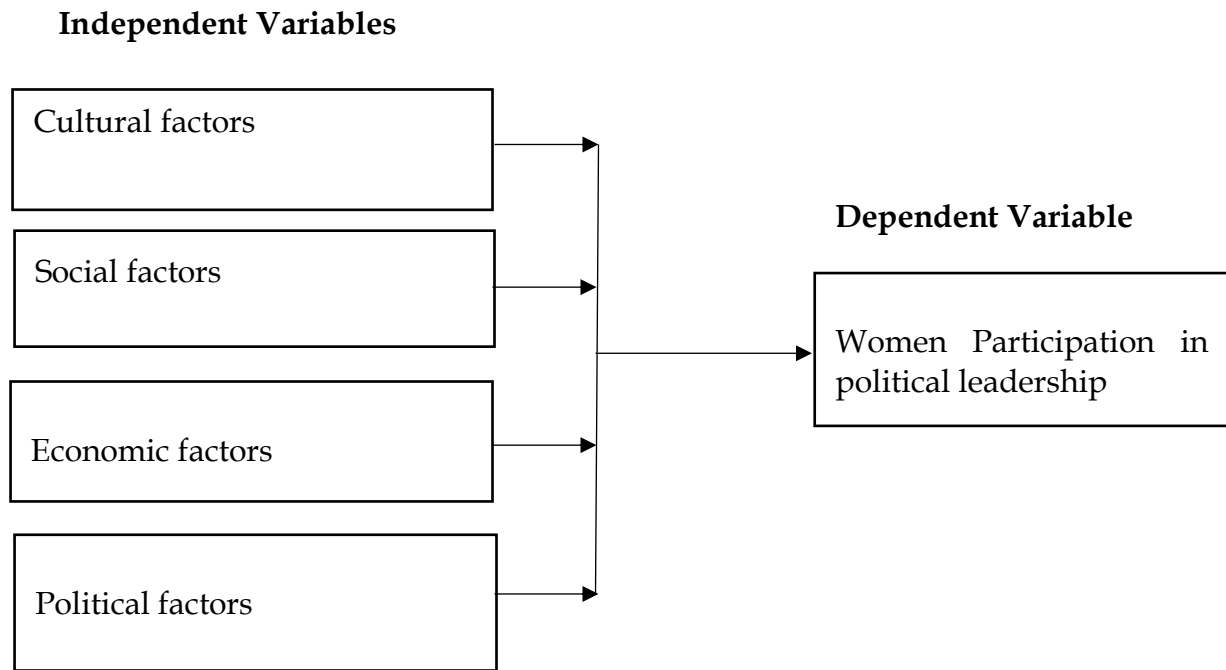 Independent Variables
Cultural factors
Social factors
Economic factors
Political factors
Dependent Variable
Women Participation in
political leadership